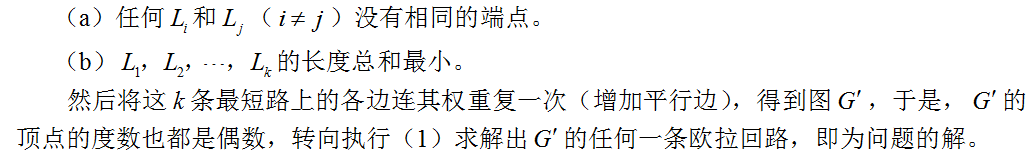 （a）任何 L_i 和 L_j （ i ≠ j ）没有相同的端点。
（b） L_1， L_2， ⋯， L_k 的长度总和最小。
然后将这 k 条最短路上的各边连其权重复一次（增加平行边），得到图 G′，于是， G′ 的
顶点的度数也都是偶数，转向执行（1）求解出 G′ 的任何一条欧拉回路，即为问题的解。